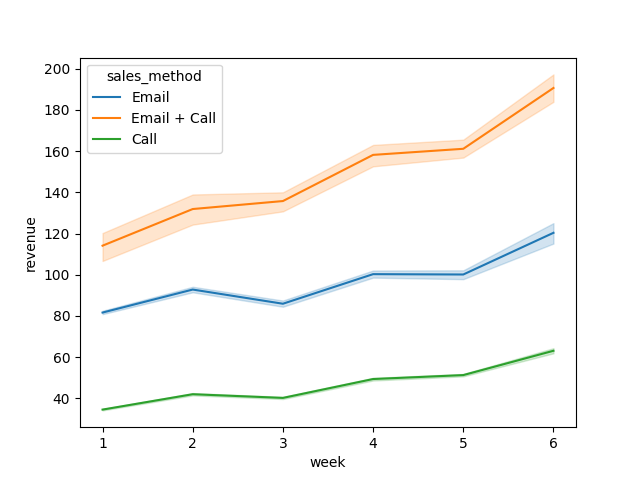 sales_method
Email
Email + Call
Call
200
180
160
140
120
100
80
60
40
revenue
1 2 3 4 5 6
week